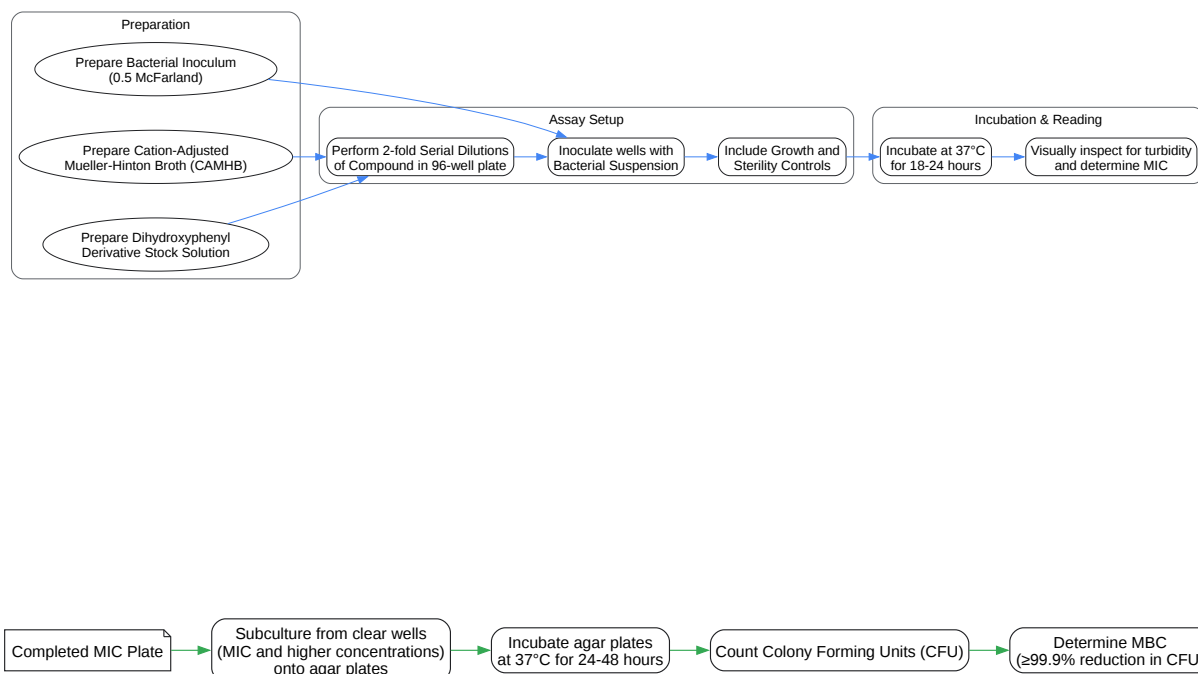 Preparation
Prepare Bacterial Inoculum
(0.5 McFarland)
Prepare Cation-Adjusted
Mueller-Hinton Broth (CAMHB)
Prepare Dihydroxyphenyl
Derivative Stock Solution
Assay Setup
Perform 2-fold Serial Dilutions
of Compound in 96-well plate
Inoculate wells with
Bacterial Suspension
Include Growth and
Sterility Controls
Incubation & Reading
Incubate at 37°C
for 18-24 hours
Visually inspect for turbidity
and determine MIC
Completed MIC Plate
Subculture from clear wells
(MIC and higher concentrations)
onto agar plates
Incubate agar plates
at 37°C for 24-48 hours
Count Colony Forming Units (CFU)
Determine MBC
(≥99.9% reduction in CFU